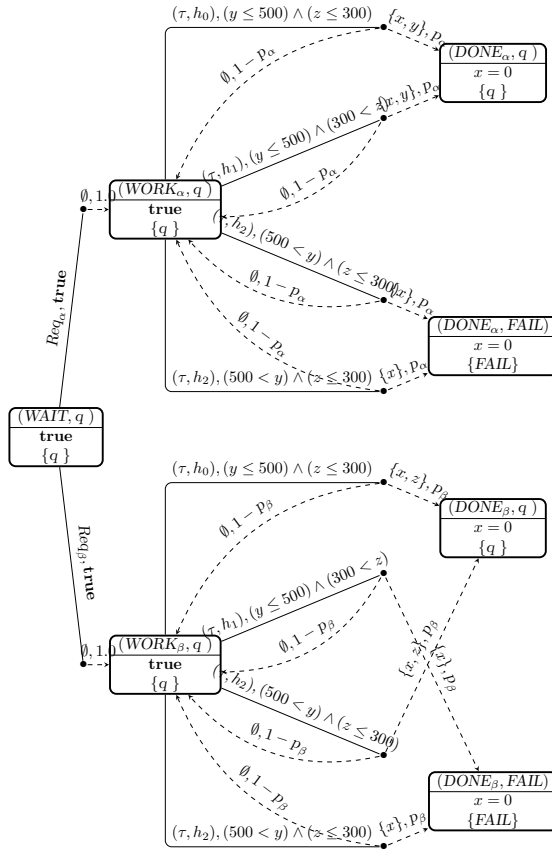 (τ, h₀), (y ≤ 500) ∧ (z ≤ 300)
{x, y}, p_α
(DONE_α, q )
x = 0
{q }
∅, 1 − p_α
{x, y}, p_α
(τ, h₁), (y ≤ 500) ∧ (300 < z)
∅, 1 − p_α
∅, 1.0
(WORK_α, q )
true
{q }
(τ, h₂), (500 < y) ∧ (z ≤ 300)
{x}, p_α
∅, 1 − p_α
∅, 1 − p_α
(DONE_α, FAIL)
x = 0
{FAIL}
(τ, h₂), (500 < y) ∧ (z ≤ 300)
{x}, p_α
Req_α, true
(WAIT, q )
true
{q }
Req_β, true
(τ, h₀), (y ≤ 500) ∧ (z ≤ 300)
{x, z}, p_β
(DONE_β, q )
x = 0
{q }
∅, 1 − p_β
(τ, h₁), (y ≤ 500) ∧ (300 < z)
∅, 1 − p_β
{x, z}, p_β
{x}, p_β
∅, 1.0
(WORK_β, q )
true
{q }
(τ, h₂), (500 < y) ∧ (z ≤ 300)
∅, 1 − p_β
∅, 1 − p_β
(DONE_β, FAIL)
x = 0
{FAIL}
(τ, h₂), (500 < y) ∧ (z ≤ 300)
{x}, p_β